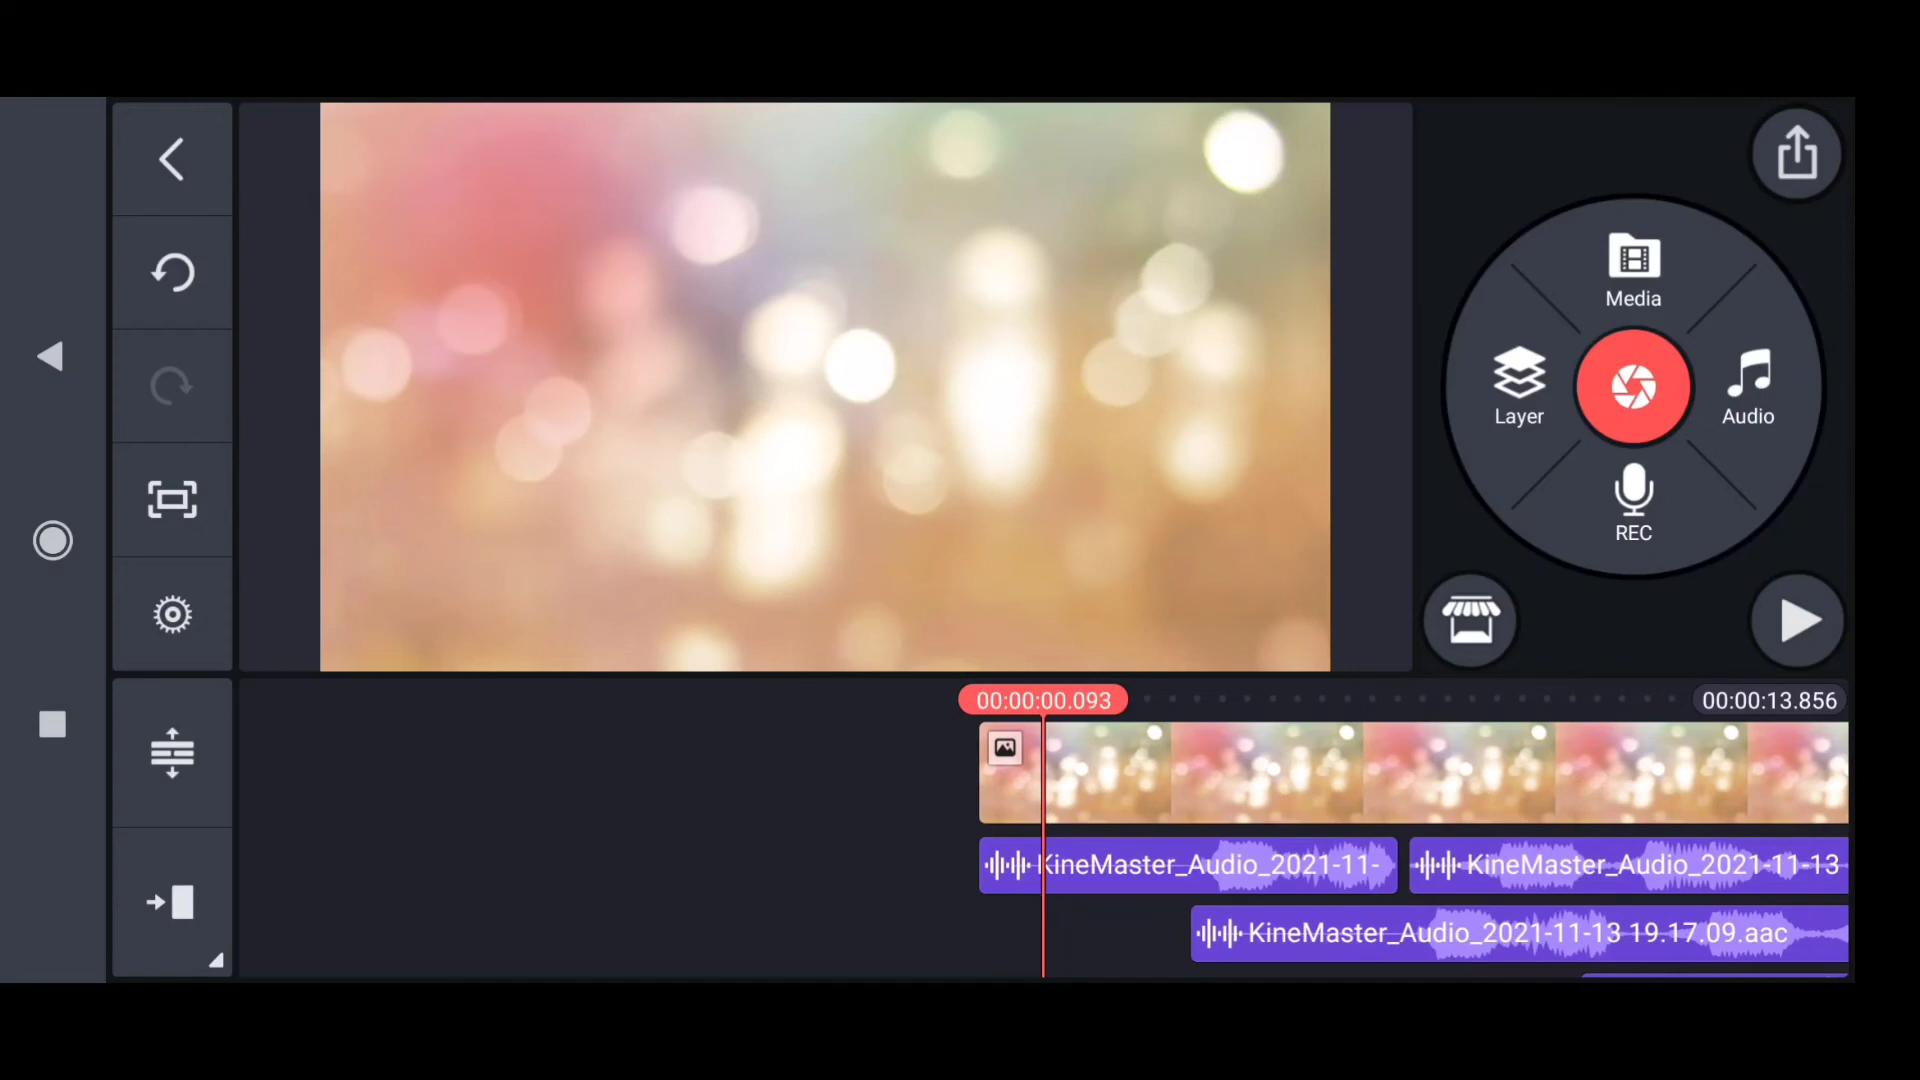 Media
Layer
Audio
REC
00:00:00.093
00:00:13.856
KineMaster_Audio_2021-11-
KineMaster_Audio_2021-11-13
KineMaster_Audio_2021-11-13 19.17.09.aac